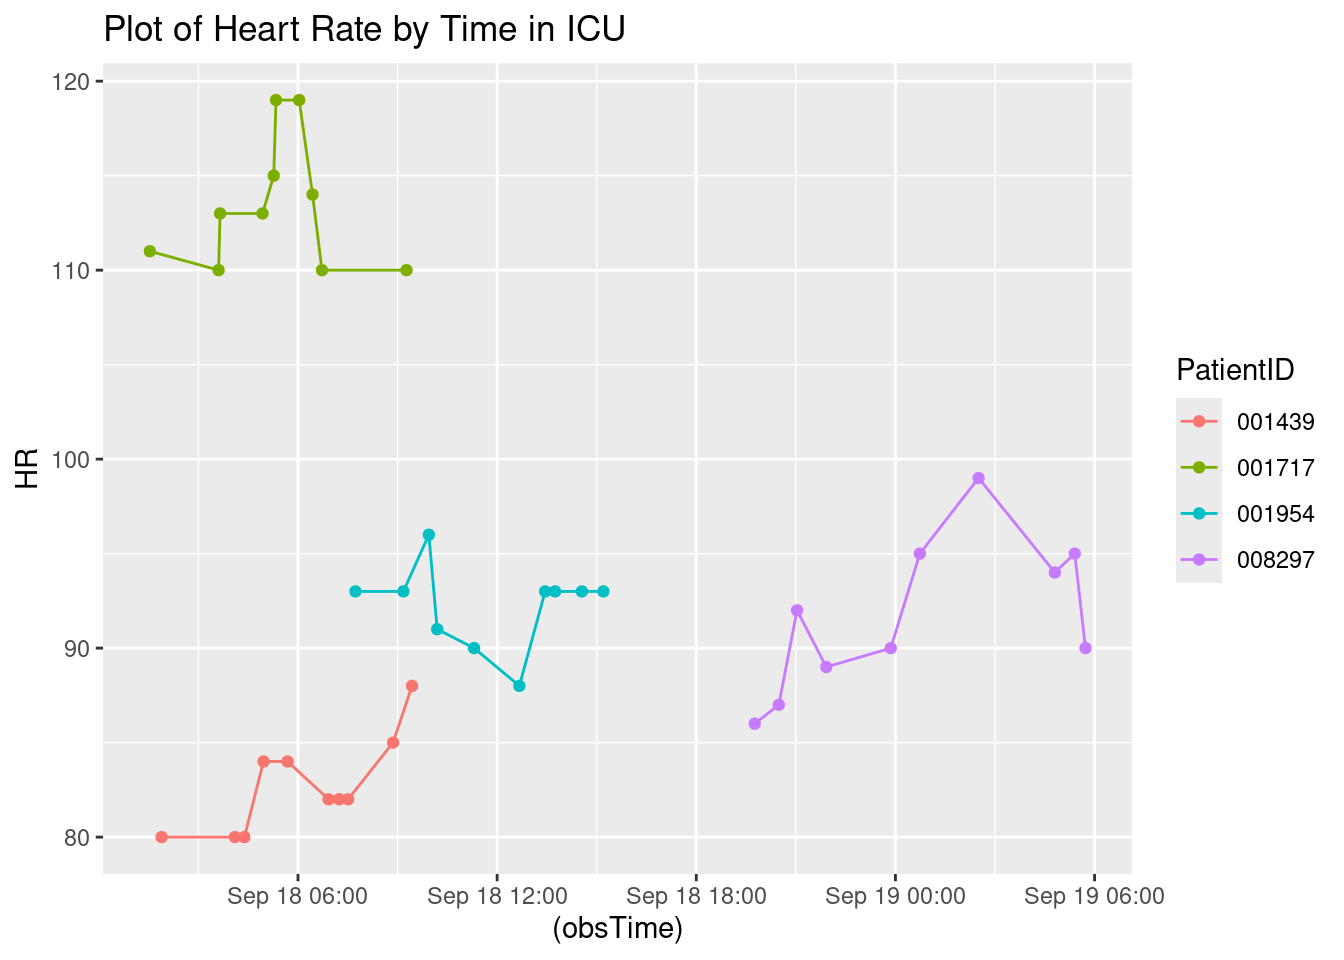 Plot of Heart Rate by Time in ICU
120
110
100
90
80
HR
Sep 18 06:00
Sep 18 12:00
Sep 18 18:00
Sep 19 00:00
Sep 19 06:00
(obsTime)
PatientID
001439
001717
001954
008297